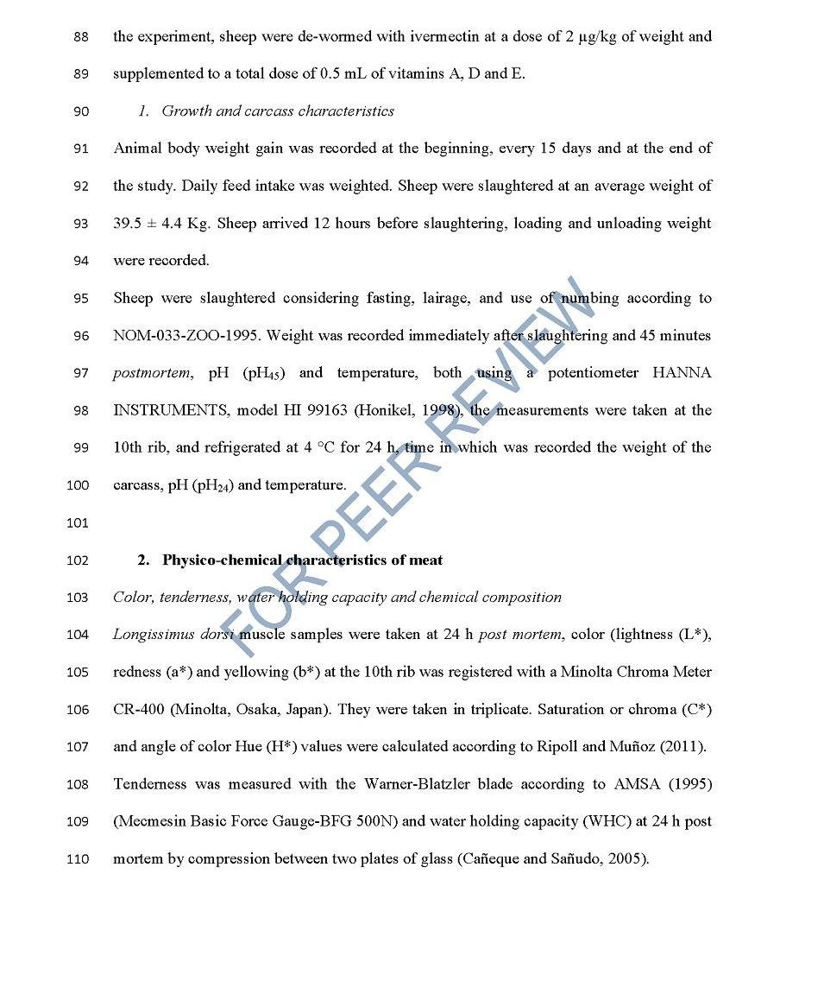 88 the experiment, sheep were de-wormed with ivermectin at a dose of 2 µg/kg of weight and
89 supplemented to a total dose of 0.5 mL of vitamins A, D and E.
90 1. Growth and carcass characteristics
91 Animal body weight gain was recorded at the beginning, every 15 days and at the end of
92 the study. Daily feed intake was weighted. Sheep were slaughtered at an average weight of
93 39.5 ± 4.4 Kg. Sheep arrived 12 hours before slaughtering, loading and unloading weight
94 were recorded.
95 Sheep were slaughtered considering fasting, lairage, and use of numbing according to
96 NOM-033-ZOO-1995. Weight was recorded immediately after slaughtering and 45 minutes
97 postmortem, pH (pH45) and temperature, both using a potentiometer HANNA
98 INSTRUMENTS, model HI 99163 (Honikel, 1998), the measurements were taken at the
99 10th rib, and refrigerated at 4 °C for 24 h, time in which was recorded the weight of the
100 carcass, pH (pH24) and temperature.
101
102 2. Physico-chemical characteristics of meat
103 Color, tenderness, water holding capacity and chemical composition
104 Longissimus dorsi muscle samples were taken at 24 h post mortem, color (lightness (L*),
105 redness (a*) and yellowing (b*) at the 10th rib was registered with a Minolta Chroma Meter
106 CR-400 (Minolta, Osaka, Japan). They were taken in triplicate. Saturation or chroma (C*)
107 and angle of color Hue (H*) values were calculated according to Ripoll and Muñoz (2011).
108 Tenderness was measured with the Warner-Blatzler blade according to AMSA (1995)
109 (Mecmesin Basic Force Gauge-BFG 500N) and water holding capacity (WHC) at 24 h post
110 mortem by compression between two plates of glass (Cañeque and Sañudo, 2005).
FOR PEER REVIEW